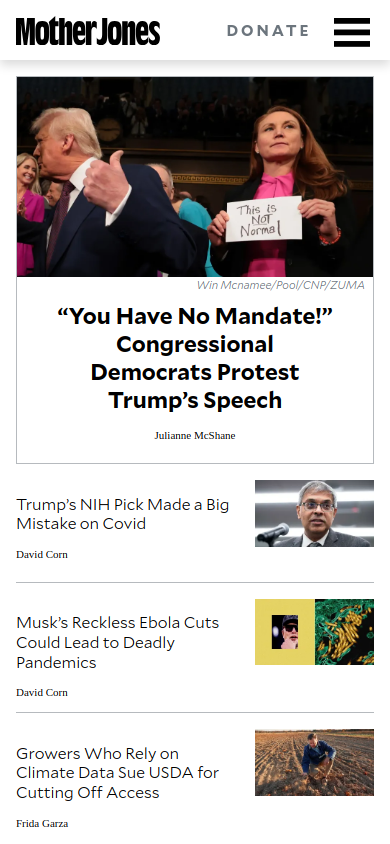 Mother Jones
DONATE
This is
NOT
Normal
Win Mcnamee/Pool/CNP/ZUMA
“You Have No Mandate!”
Congressional
Democrats Protest
Trump’s Speech
Julianne McShane
Trump’s NIH Pick Made a Big
Mistake on Covid
David Corn
Musk’s Reckless Ebola Cuts
Could Lead to Deadly
Pandemics
David Corn
Growers Who Rely on
Climate Data Sue USDA for
Cutting Off Access
Frida Garza